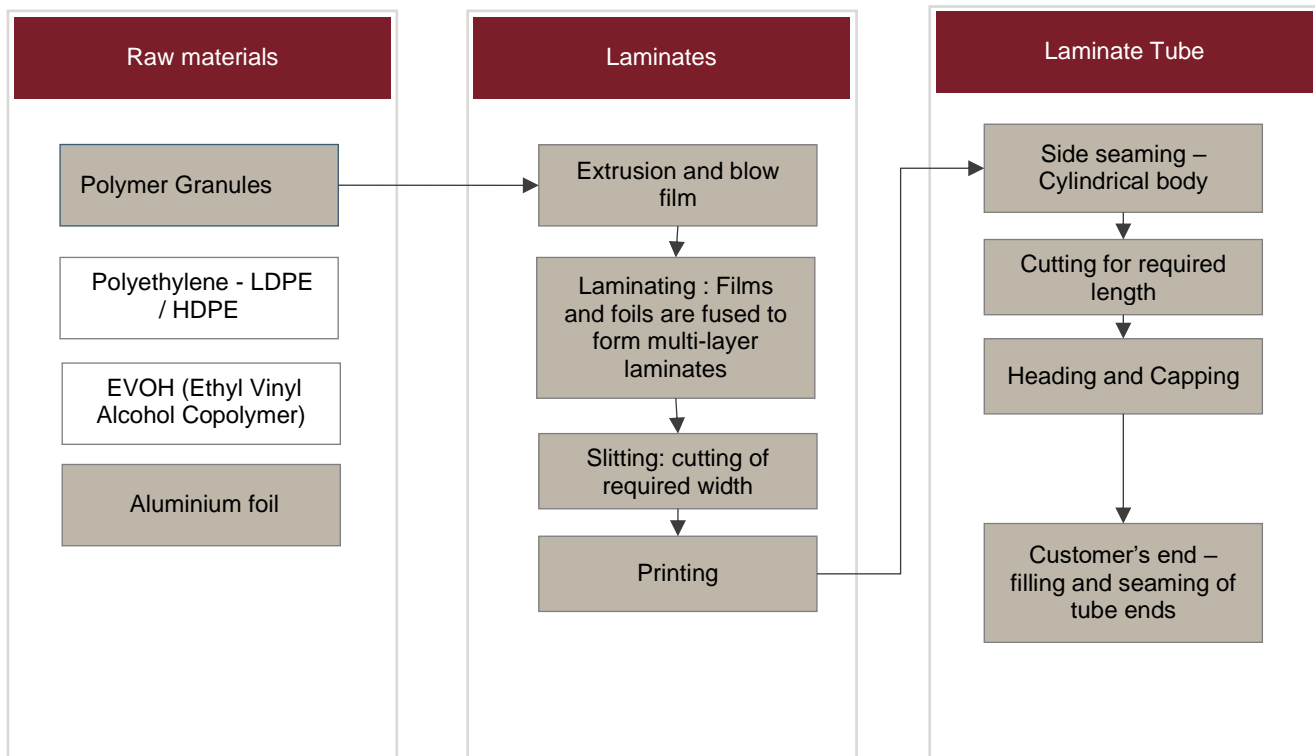 Raw materials
Polymer Granules
Polyethylene - LDPE
/ HDPE
EVOH (Ethyl Vinyl
Alcohol Copolymer)
Aluminium foil
Laminates
Extrusion and blow
film
Laminating : Films
and foils are fused to
form multi-layer
laminates
Slitting: cutting of
required width
Printing
Laminate Tube
Side seaming –
Cylindrical body
Cutting for required
length
Heading and Capping
Customer’s end –
filling and seaming of
tube ends